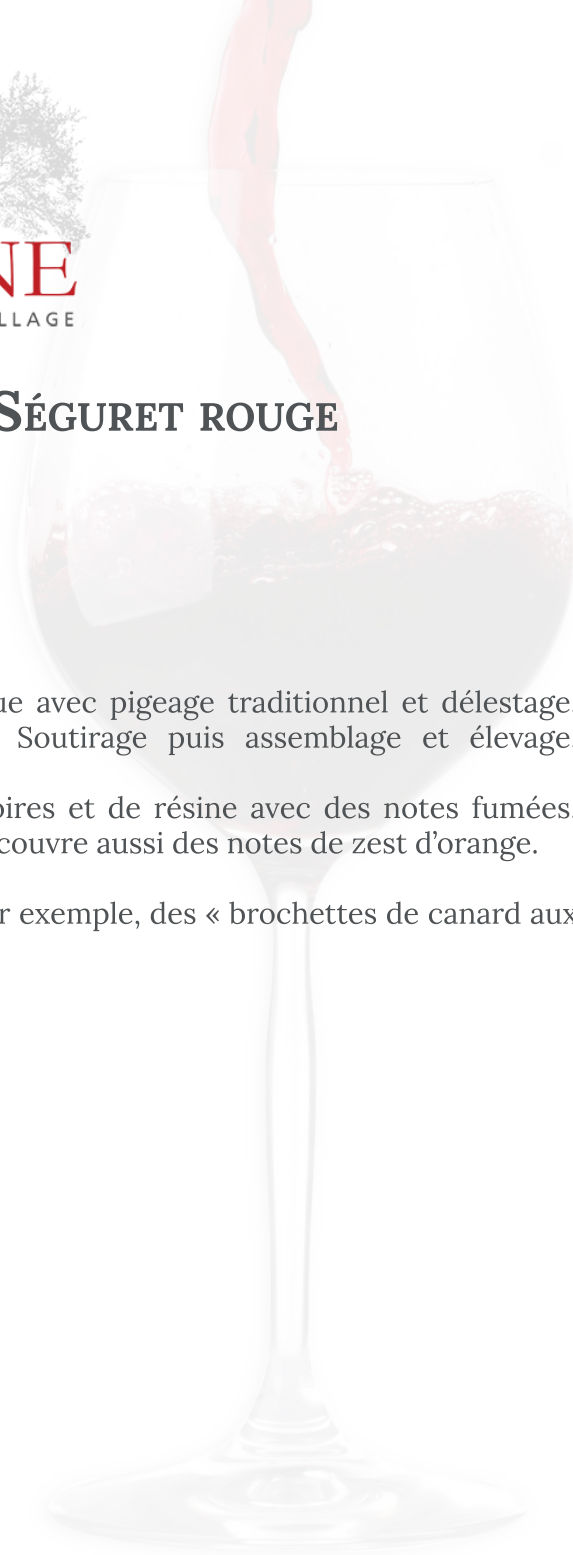 NE
LLAGE
Séguret rouge
ue avec pigeage traditionnel et délestage.
Soutirage puis assemblage et élevage.
oires et de résine avec des notes fumées.
couvre aussi des notes de zest d'orange.
r exemple, des « brochettes de canard aux